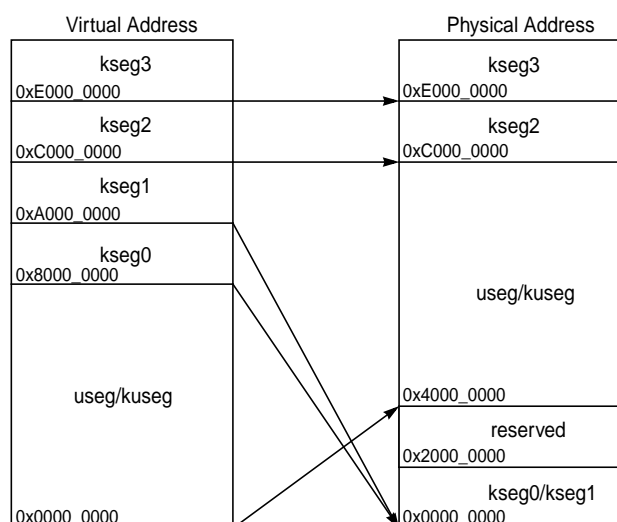 Virtual Address
kseg3
0xE000_0000
kseg2
0xC000_0000
kseg1
0xA000_0000
kseg0
0x8000_0000
useg/kuseg
0x0000_0000
Physical Address
kseg3
0xE000_0000
kseg2
0xC000_0000
useg/kuseg
0x4000_0000
reserved
0x2000_0000
kseg0/kseg1
0x0000_0000